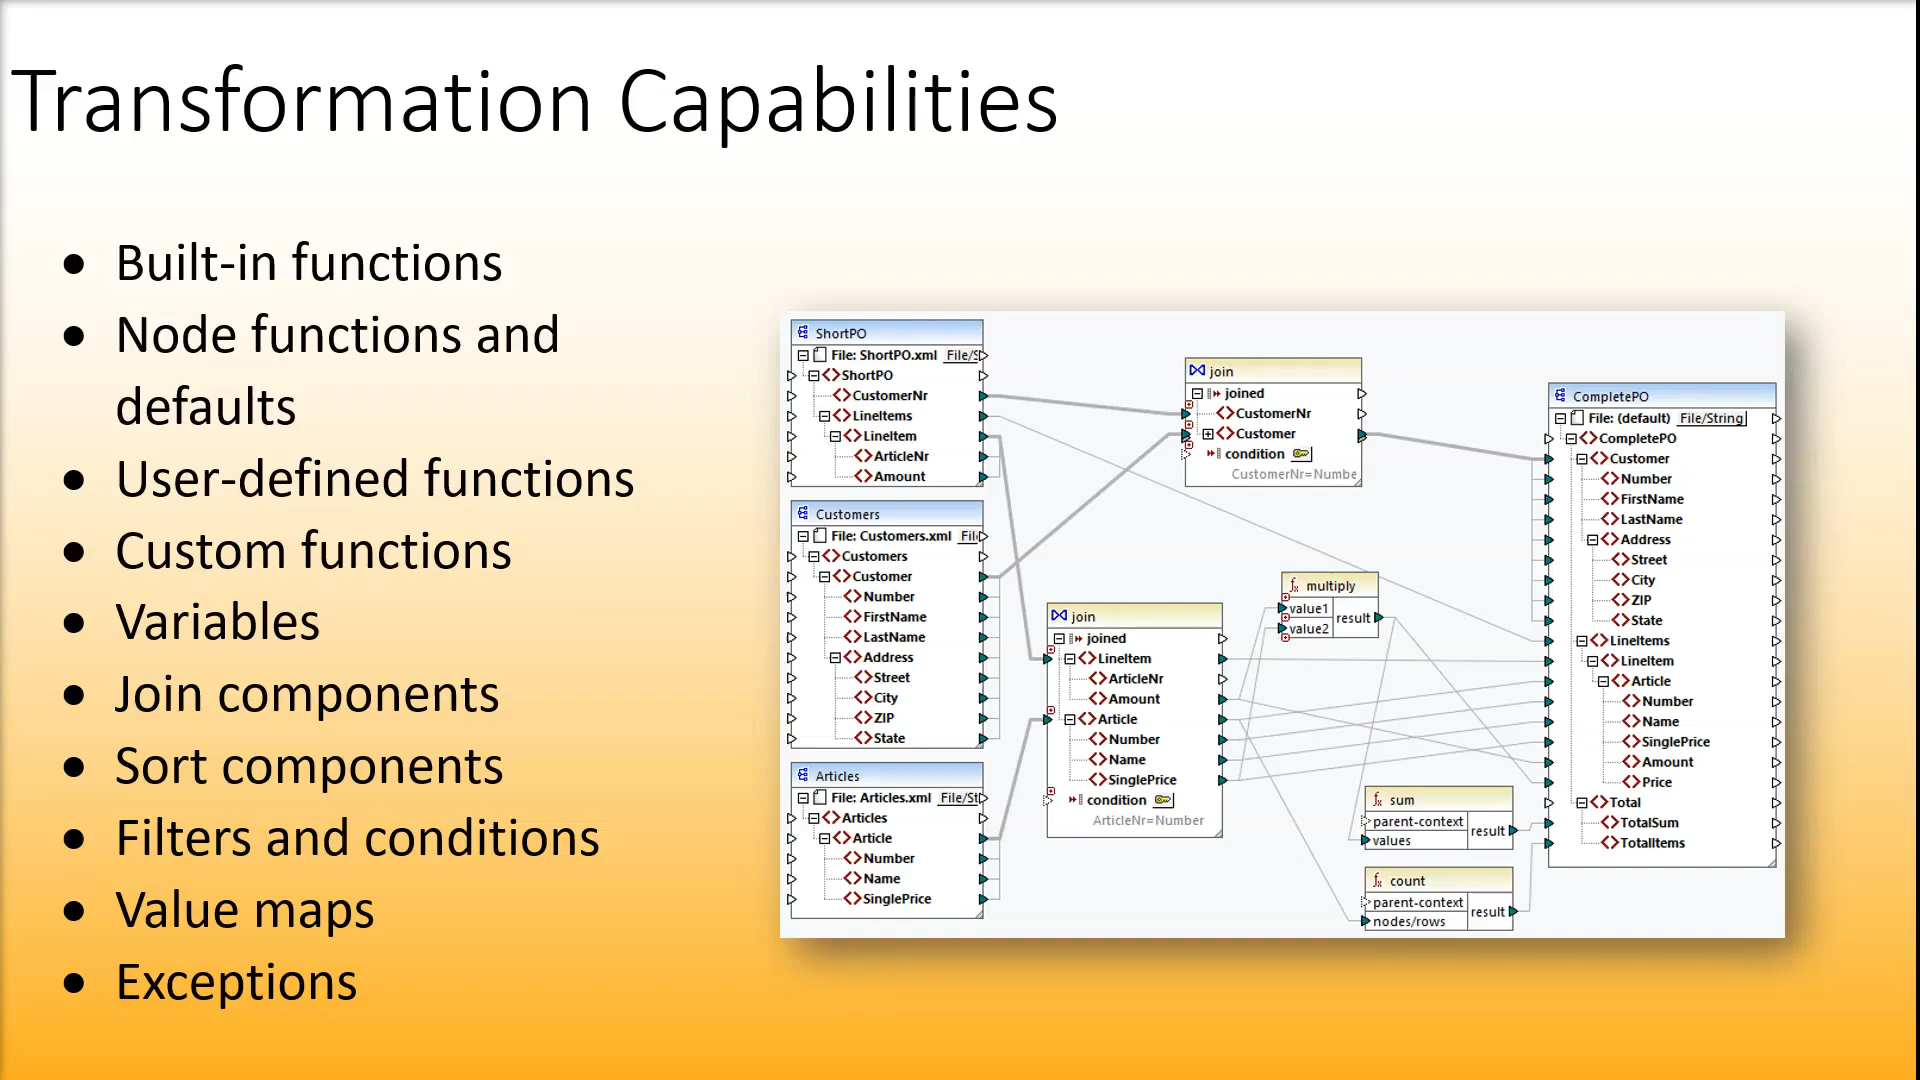 Transformation Capabilities
• Built-in functions
• Node functions and
defaults
• User-defined functions
• Custom functions
• Variables
• Join components
• Sort components
• Filters and conditions
• Value maps
• Exceptions
ShortPO
File: ShortPO.xml File/S
ShortPO
CustomerNr
LineItems
LineItem
ArticleNr
Amount
Customers
File: Customers.xml Fil
Customers
Customer
Number
FirstName
LastName
Address
Street
City
ZIP
State
Articles
File: Articles.xml File/St
Articles
Article
Number
Name
SinglePrice
join
joined
CustomerNr
Customer
condition
CustomerNr=Numbe
join
joined
LineItem
ArticleNr
Amount
Article
Number
Name
SinglePrice
condition
ArticleNr=Number
multiply
value1
result
value2
sum
parent-context
result
values
count
parent-context
result
nodes/rows
CompletePO
File: (default) File/String
CompletePO
Customer
Number
FirstName
LastName
Address
Street
City
ZIP
State
LineItems
LineItem
Article
Number
Name
SinglePrice
Amount
Price
Total
TotalSum
TotalItems